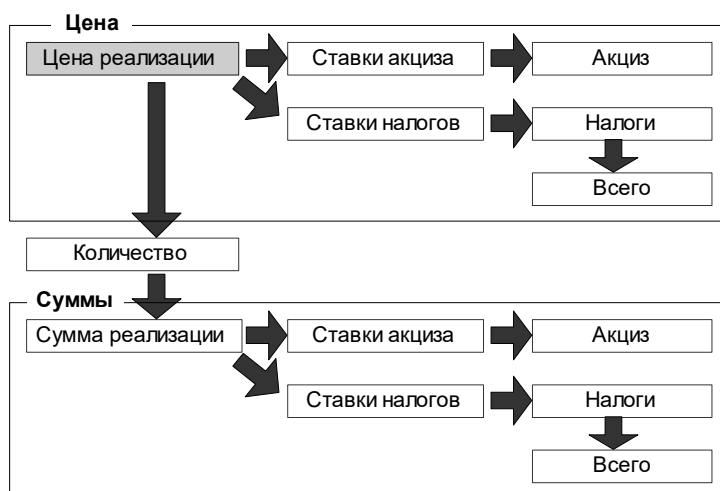 Цена
Цена реализации
Ставки акциза
Акциз
Ставки налогов
Налоги
Всего
Количество
Суммы
Сумма реализации
Ставки акциза
Акциз
Ставки налогов
Налоги
Всего